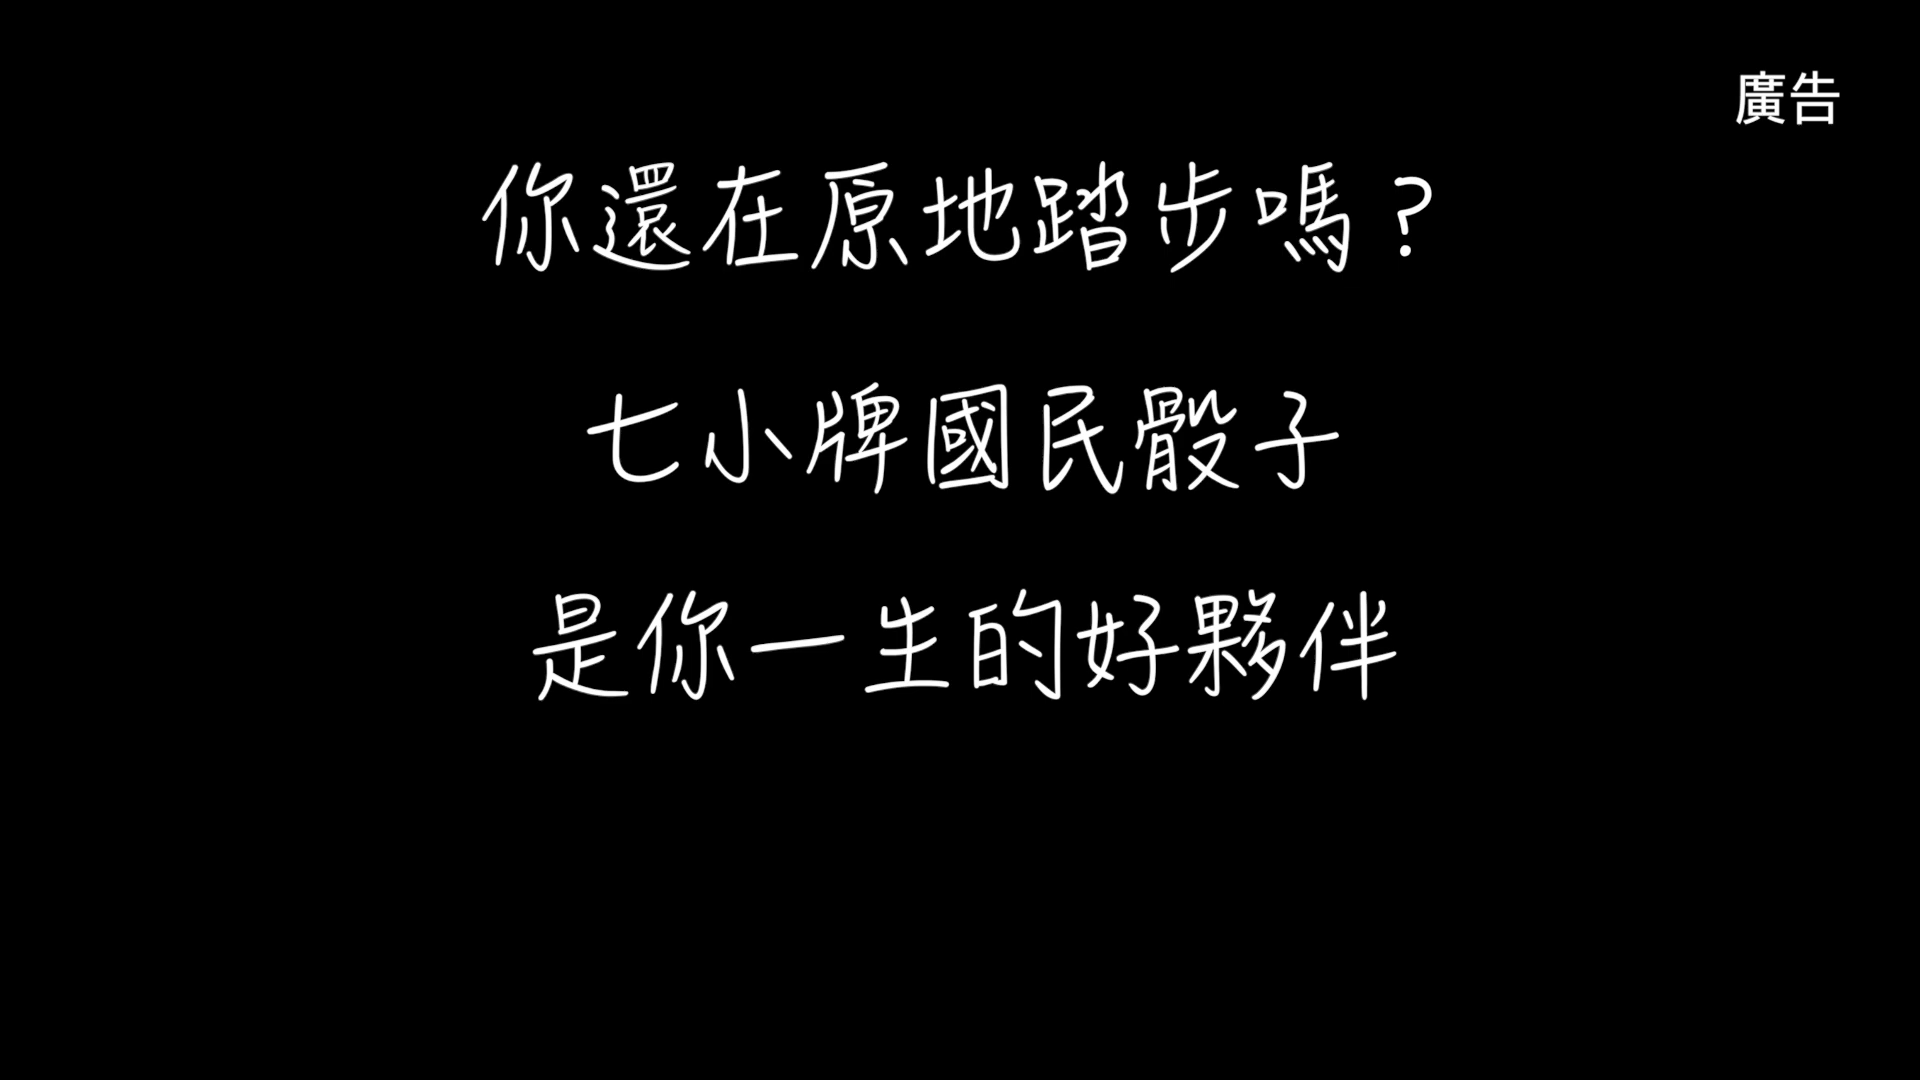 廣告
你還在原地踏步嗎？
七小牌國民骰子
是你一生的好夥伴